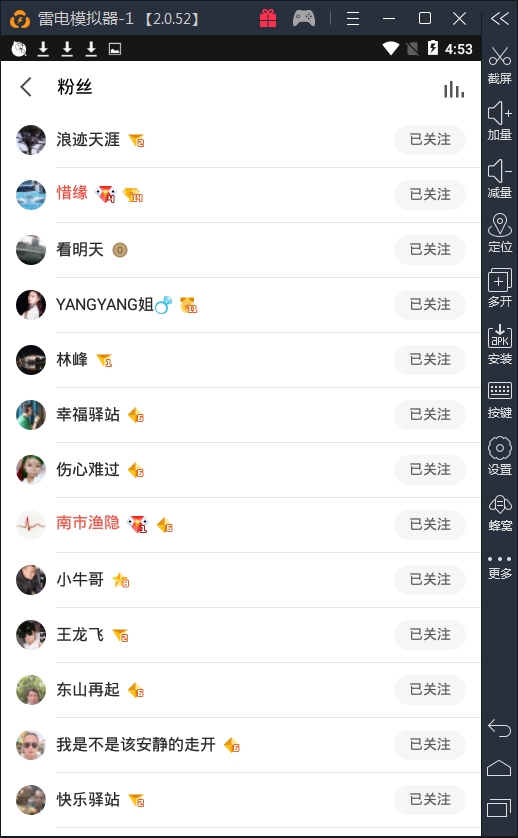 雷电模拟器-1 【2.0.52】
4:53
粉丝
浪迹天涯 2 已关注
惜缘 1 14 已关注
看明天 已关注
YANGYANG姐 11 已关注
林峰 1 已关注
幸福驿站 6 已关注
伤心难过 6 已关注
南市渔隐 1 6 已关注
小牛哥 8 已关注
王龙飞 2 已关注
东山再起 6 已关注
我是不是该安静的走开 6 已关注
快乐驿站 2 已关注
截屏
加量
减量
定位
多开
APK
安装
按键
设置
蜂窝
更多